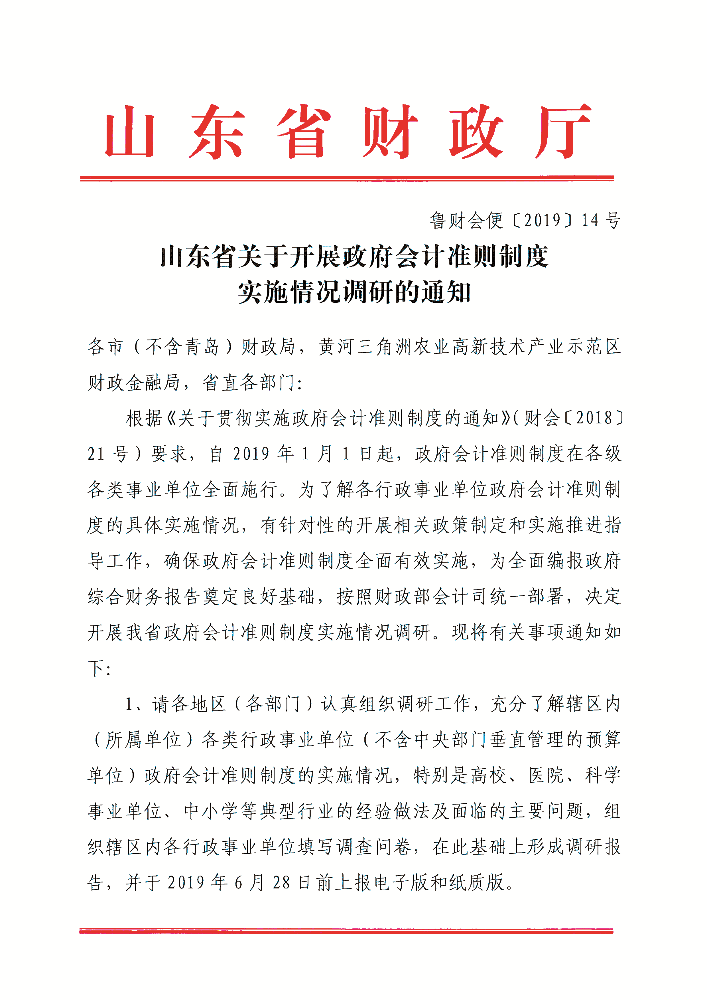 山东省财政厅
鲁财会便〔2019〕14 号
山东省关于开展政府会计准则制度
实施情况调研的通知
各市（不含青岛）财政局，黄河三角洲农业高新技术产业示范区
财政金融局，省直各部门：
根据《关于贯彻实施政府会计准则制度的通知》（财会〔2018〕
21 号）要求，自 2019 年 1 月 1 日起，政府会计准则制度在各级
各类事业单位全面施行。为了解各行政事业单位政府会计准则制
度的具体实施情况，有针对性的开展相关政策制定和实施推进指
导工作，确保政府会计准则制度全面有效实施，为全面编报政府
综合财务报告奠定良好基础，按照财政部会计司统一部署，决定
开展我省政府会计准则制度实施情况调研。现将有关事项通知如
下：
1、请各地区（各部门）认真组织调研工作，充分了解辖区内
（所属单位）各类行政事业单位（不含中央部门垂直管理的预算
单位）政府会计准则制度的实施情况，特别是高校、医院、科学
事业单位、中小学等典型行业的经验做法及面临的主要问题，组
织辖区内各行政事业单位填写调查问卷，在此基础上形成调研报
告，并于 2019 年 6 月 28 日前上报电子版和纸质版。